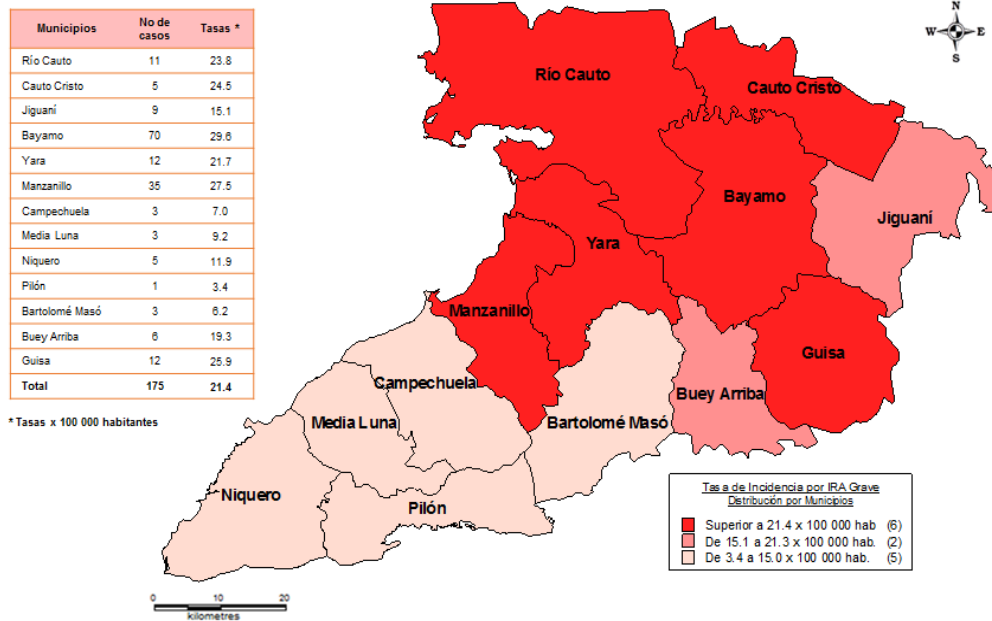 Municipios No de casos Tasas *
Río Cauto 11 23.8
Cauto Cristo 5 24.5
Jiguaní 9 15.1
Bayamo 70 29.6
Yara 12 21.7
Manzanillo 35 27.5
Campechuela 3 7.0
Media Luna 3 9.2
Niquero 5 11.9
Pilón 1 3.4
Bartolomé Masó 3 6.2
Buey Arriba 6 19.3
Guisa 12 25.9
Total 175 21.4
* Tasas x 100 000 habitantes
N
W E
S
Río Cauto
Cauto Cristo
Bayamo
Jiguaní
Yara
Manzanillo
Guisa
Campechuela
Buey Arriba
Media Luna
Bartolomé Masó
Niquero
Pilón
Tasa de Incidencia por IRA Grave
Distribución por Municipios
Superior a 21.4 x 100 000 hab (6)
De 15.1 a 21.3 x 100 000 hab. (2)
De 3.4 a 15.0 x 100 000 hab. (5)
0 10 20
kilometres